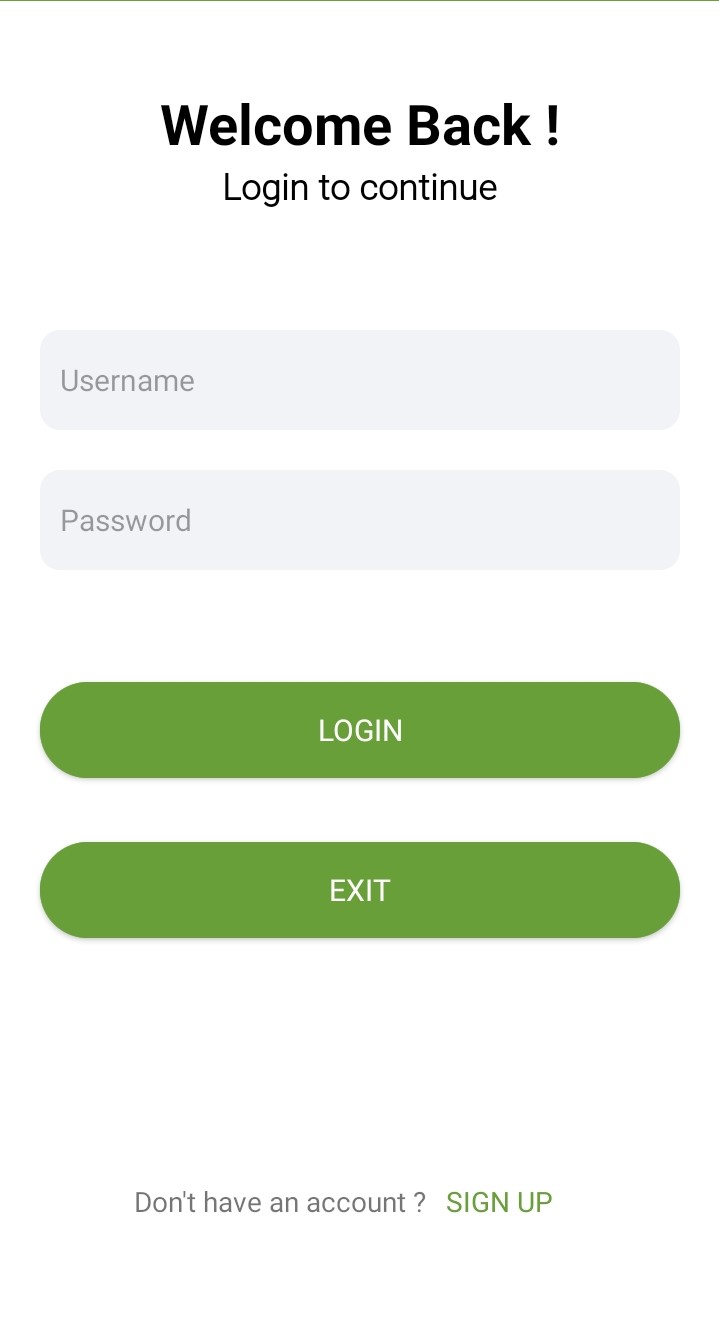 Welcome Back !
Login to continue
Username
Password
LOGIN
EXIT
Don't have an account ? SIGN UP